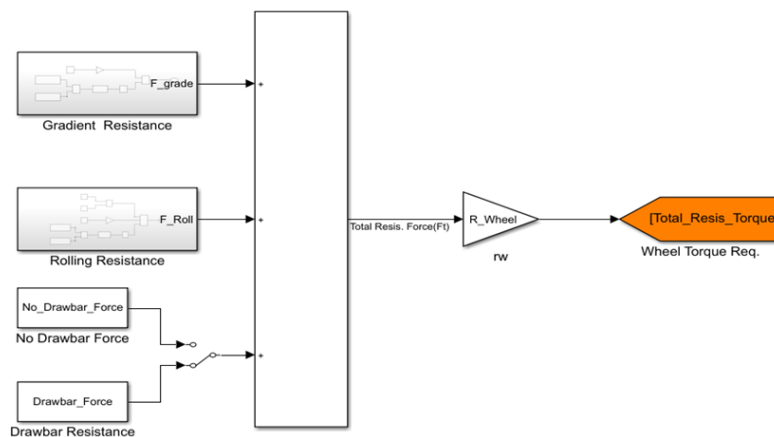 F_grade
Gradient Resistance
F_Roll
Rolling Resistance
No_Drawbar_Force
No Drawbar Force
Drawbar_Force
Drawbar Resistance
+
+
+
Total Resis. Force(Ft)
R_Wheel
rw
[Total_Resis_Torque
Wheel Torque Req.